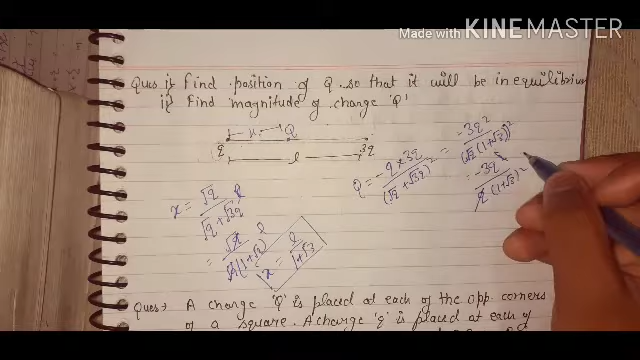 Made with KINEMASTER
Ques i) Find position of Q so that it will be in equilibrium
ii) Find magnitude of charge 'Q'
x Q
q l 3q
x = √q l / √q + √3q
= √q l / √q (1+√3)
x = l / 1+√3
Q = -q × 3q / (√q + √3q)² = -3q² / (√q (1+√3))²
= -3q² / q (1+√3)²
Ques → A charge 'Q' is placed at each of the opp. corners
of a square. A charge 'q' is placed at each of